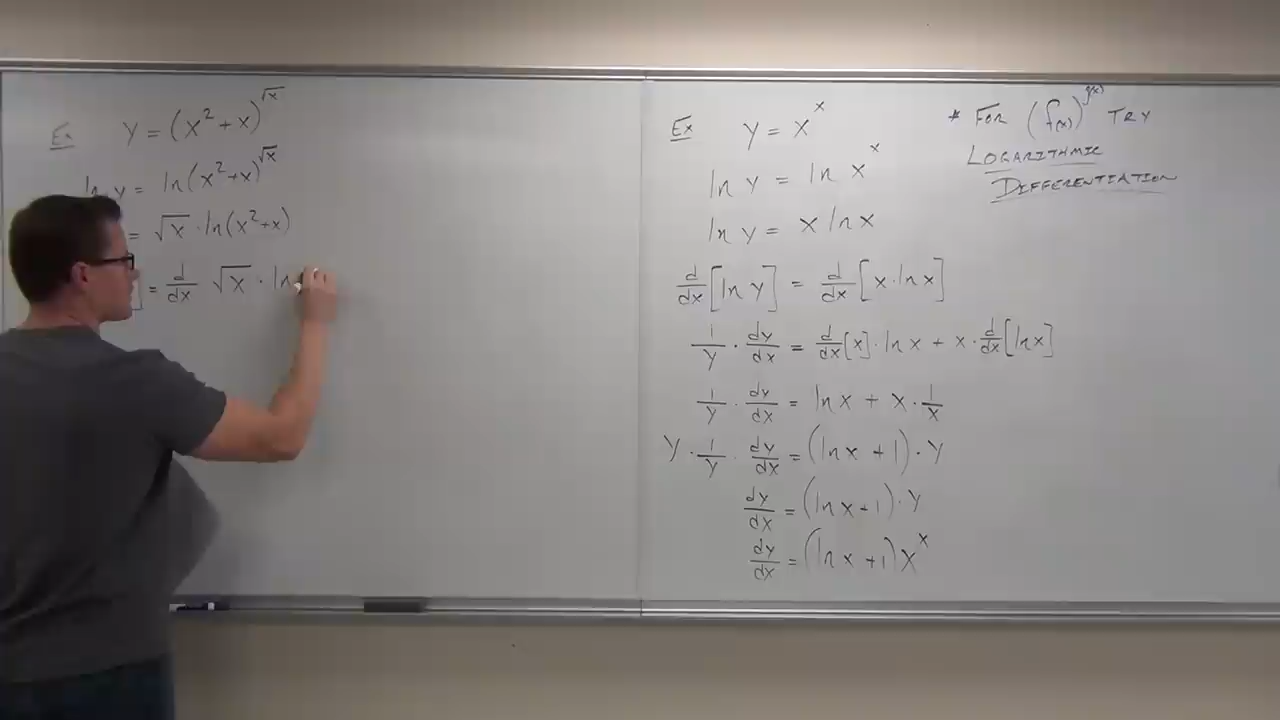 Ex y = (x² + x)^√x
ln y = ln(x² + x)^√x
= √x · ln(x² + x)
] = d/dx √x · ln
Ex y = x^x
ln y = ln x^x
ln y = x ln x
d/dx [ln y] = d/dx [x · ln x]
1/y · dy/dx = d/dx [x] · ln x + x · d/dx [ln x]
1/y · dy/dx = ln x + x · 1/x
y · 1/y · dy/dx = (ln x + 1) · y
dy/dx = (ln x + 1) · y
dy/dx = (ln x + 1) x^x
* FOR (f(x))^g(x) TRY
LOGARITHMIC
DIFFERENTIATION